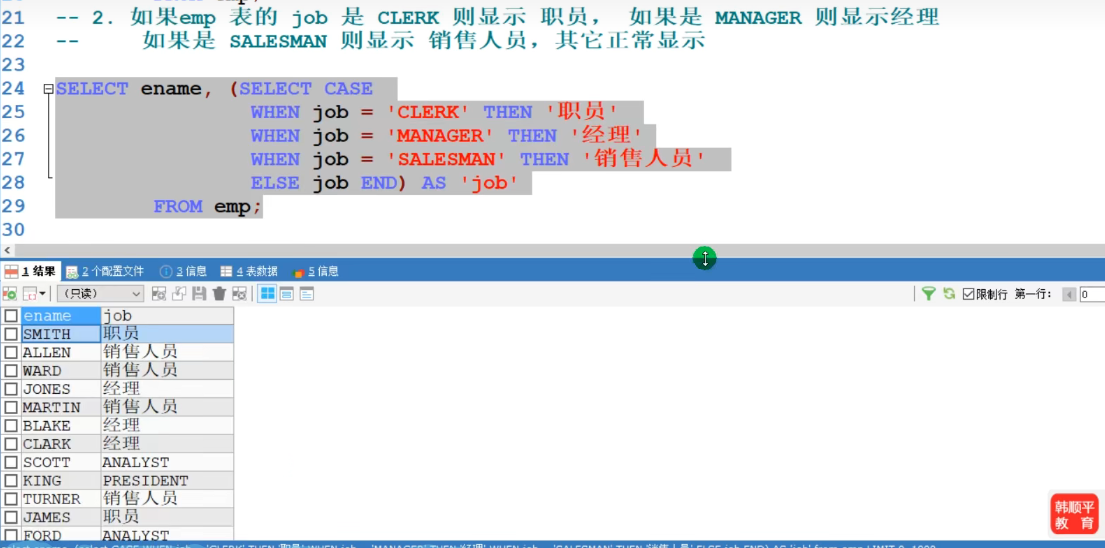 21 -- 2. 如果emp 表的 job 是 CLERK 则显示 职员， 如果是 MANAGER 则显示经理
22 -- 如果是 SALESMAN 则显示 销售人员，其它正常显示
23
24 SELECT ename, (SELECT CASE
25 WHEN job = 'CLERK' THEN '职员'
26 WHEN job = 'MANAGER' THEN '经理'
27 WHEN job = 'SALESMAN' THEN '销售人员'
28 ELSE job END) AS 'job'
29 FROM emp;
30
1 结果 2 个配置文件 3 信息 4 表数据 5 信息
(只读) 限制行 第一行: 0
ename job
SMITH 职员
ALLEN 销售人员
WARD 销售人员
JONES 经理
MARTIN 销售人员
BLAKE 经理
CLARK 经理
SCOTT ANALYST
KING PRESIDENT
TURNER 销售人员
JAMES 职员
FORD ANALYST
韩顺平
教 育